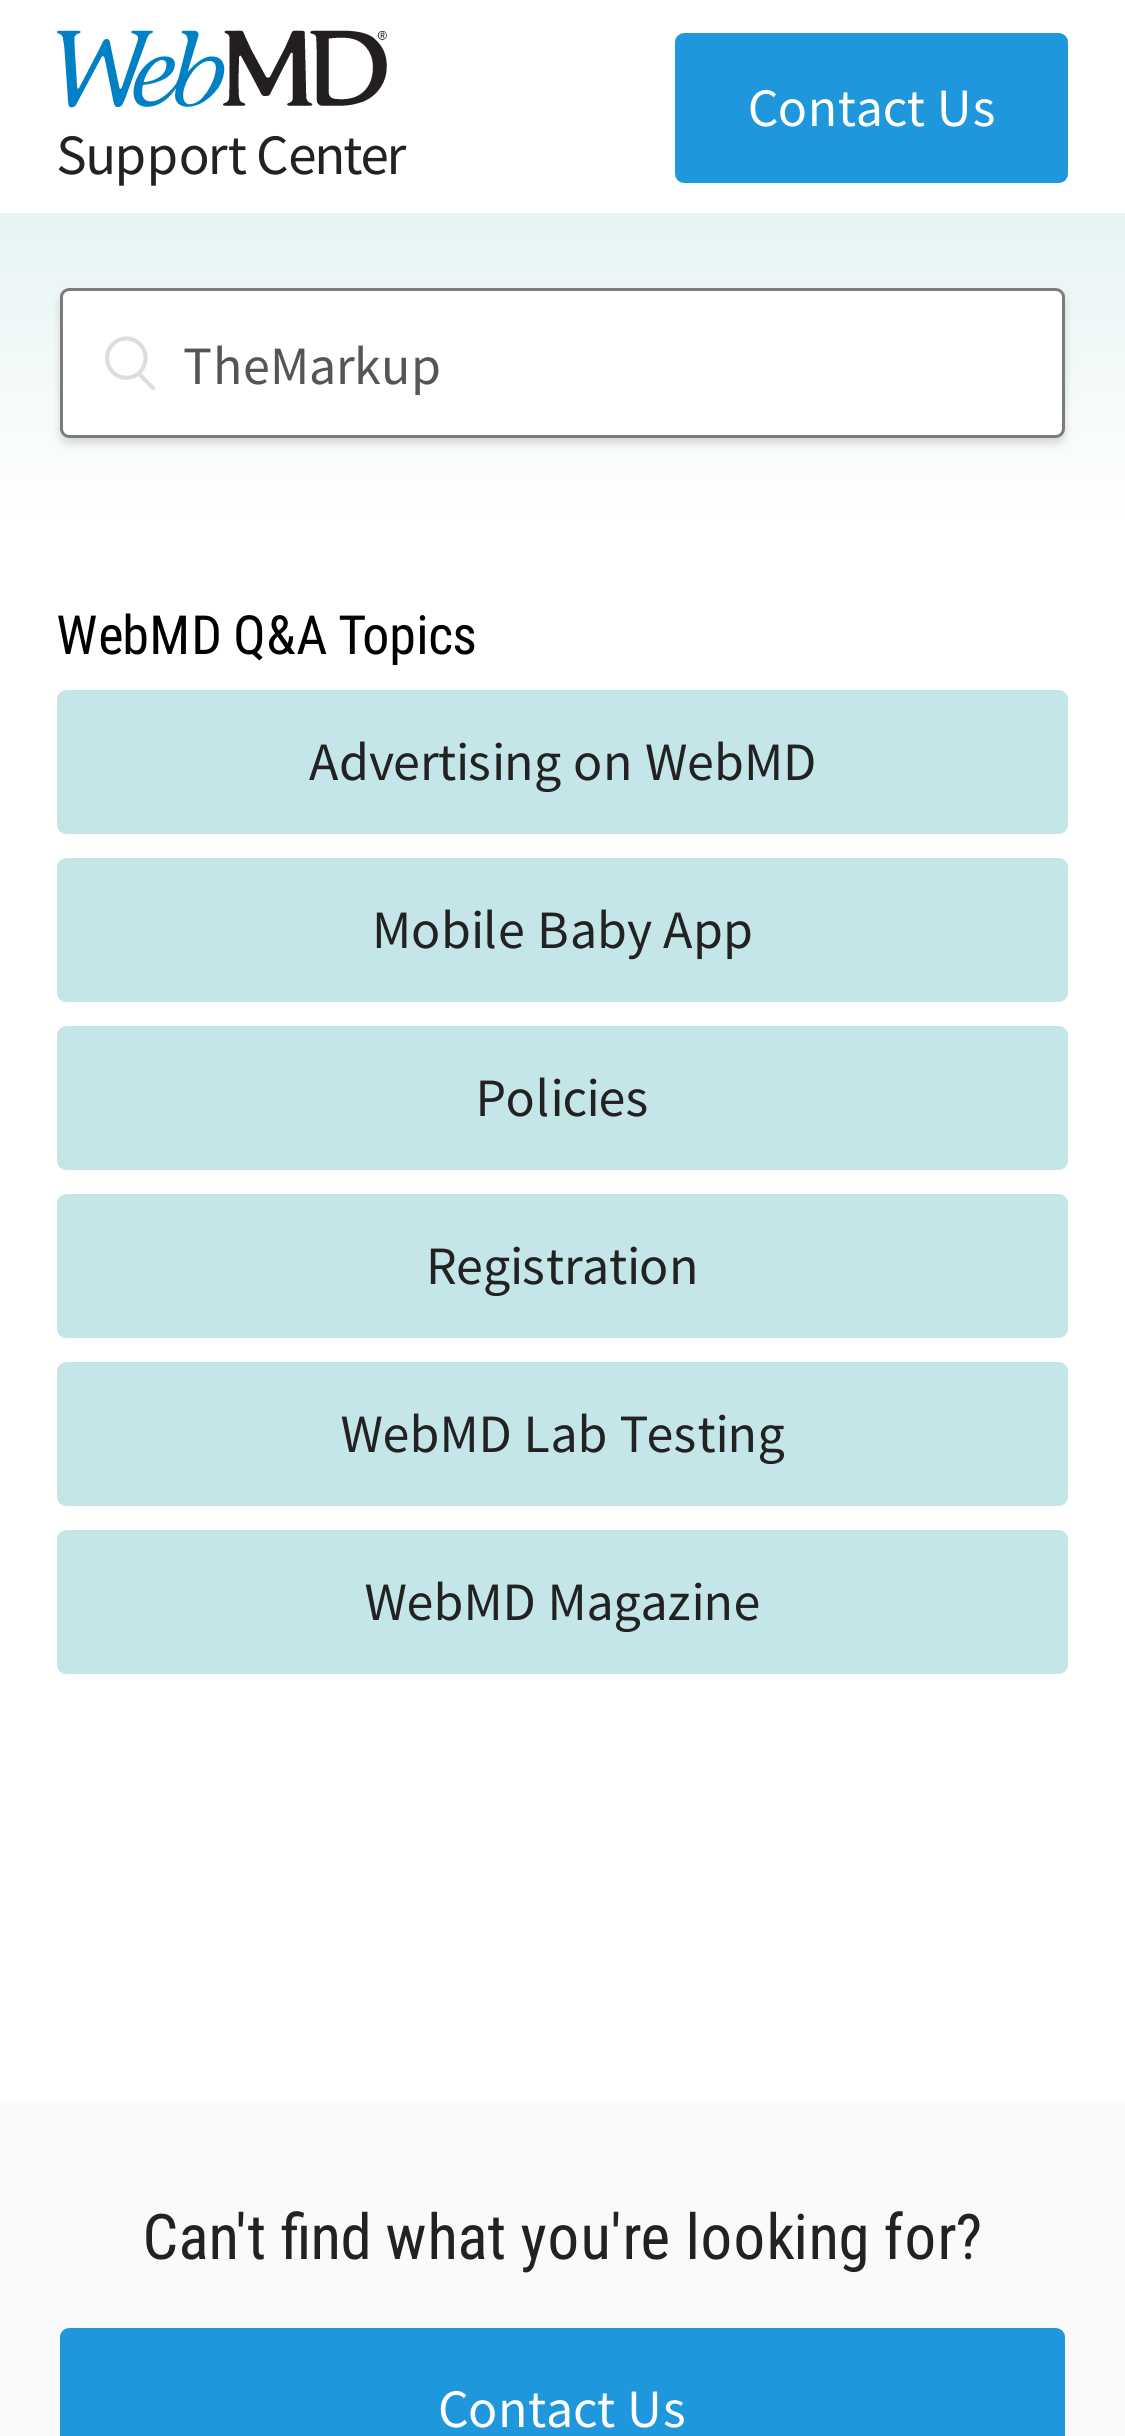 WebMD®
Support Center
Contact Us
TheMarkup
WebMD Q&A Topics
Advertising on WebMD
Mobile Baby App
Policies
Registration
WebMD Lab Testing
WebMD Magazine
Can't find what you're looking for?
Contact Us